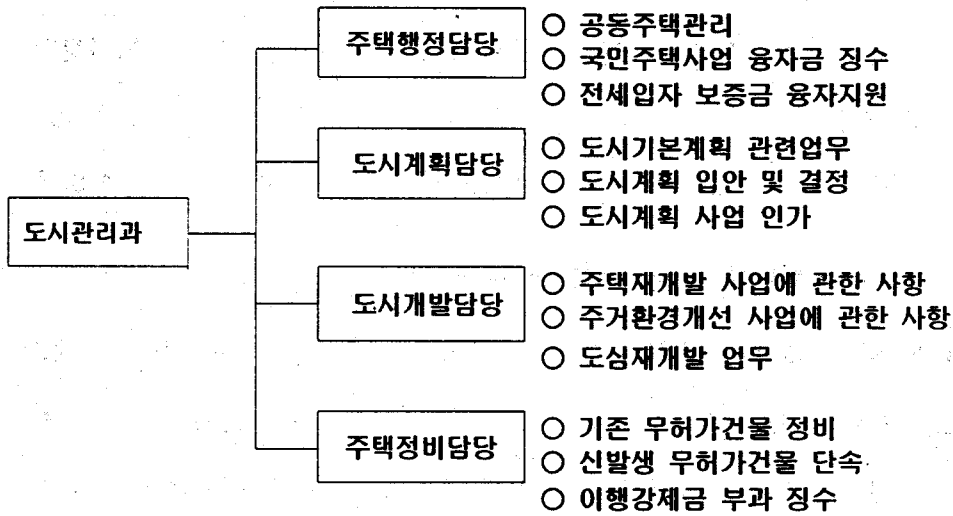 도시관리과
주택행정담당
○ 공동주택관리
○ 국민주택사업 융자금 징수
○ 전세입자 보증금 융자지원
도시계획담당
○ 도시기본계획 관련업무
○ 도시계획 입안 및 결정
○ 도시계획 사업 인가
도시개발담당
○ 주택재개발 사업에 관한 사항
○ 주거환경개선 사업에 관한 사항
○ 도심재개발 업무
주택정비담당
○ 기존 무허가건물 정비
○ 신발생 무허가건물 단속
○ 이행강제금 부과 징수